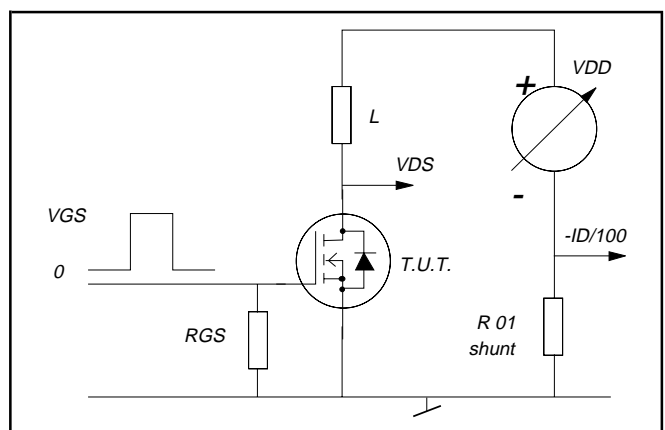 +
VDD
L
VDS
-
VGS
-ID/100
0
T.U.T.
RGS
R 01
shunt